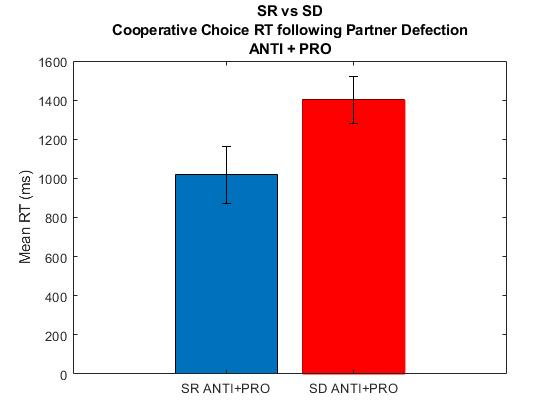 SR vs SD
Cooperative Choice RT following Partner Defection
ANTI + PRO
1600
1400
1200
1000
800
600
400
200
0
Mean RT (ms)
SR ANTI+PRO
SD ANTI+PRO